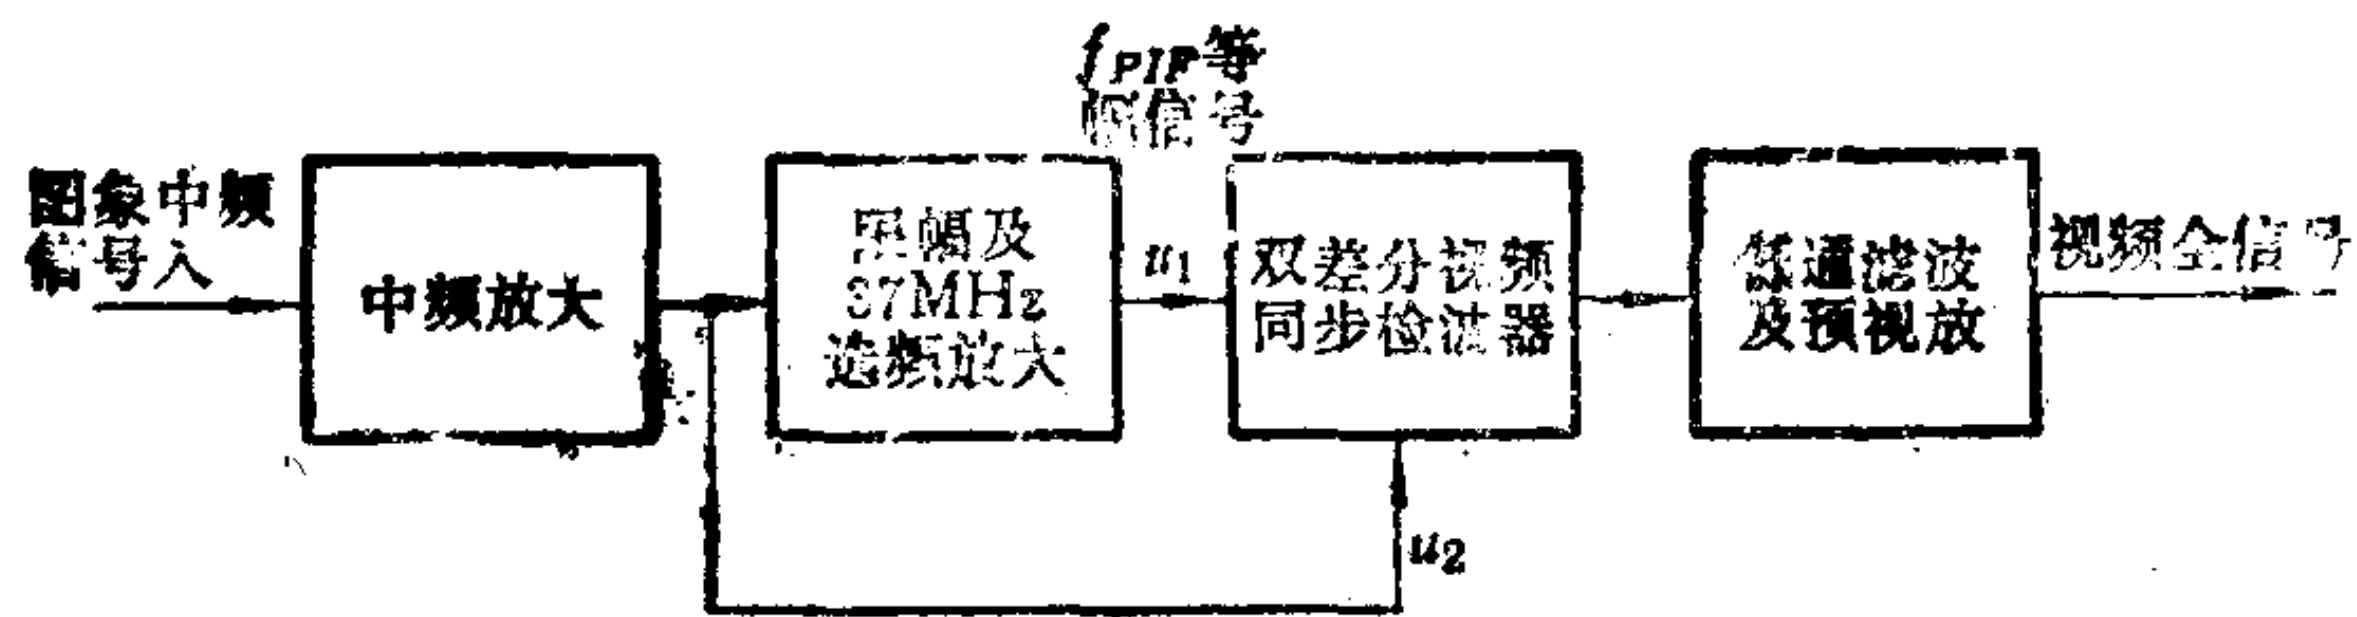 fPIF等
幅信号
图象中频
信号入
中频放大
限幅及
37MHz
选频放大
u1
双差分视频
同步检波器
u2
低通滤波
及预视放
视频全信号